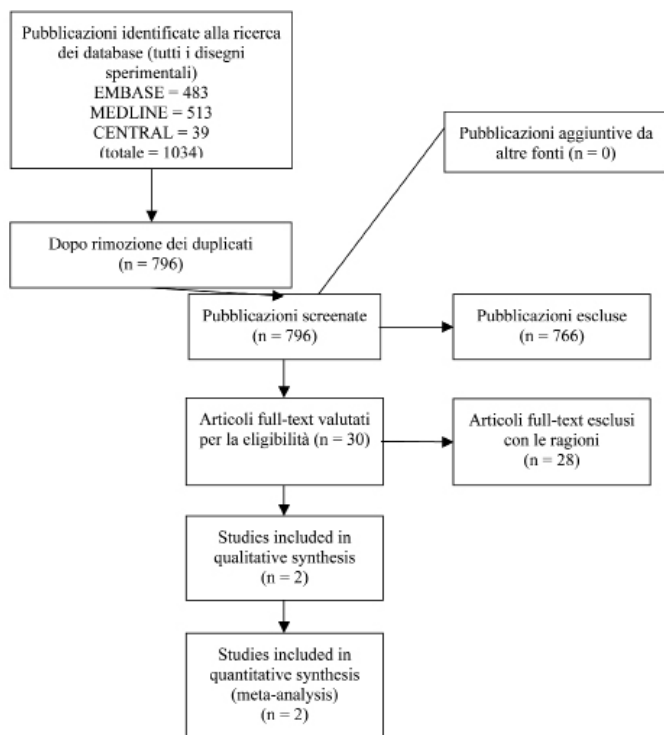 Pubblicazioni identificate alla ricerca
dei database (tutti i disegni
sperimentali)
EMBASE = 483
MEDLINE = 513
CENTRAL = 39
(totale = 1034)
Pubblicazioni aggiuntive da
altre fonti (n = 0)
Dopo rimozione dei duplicati
(n = 796)
Pubblicazioni screenate
(n = 796)
Pubblicazioni escluse
(n = 766)
Articoli full-text valutati
per la eligibilità (n = 30)
Articoli full-text esclusi
con le ragioni
(n = 28)
Studies included in
qualitative synthesis
(n = 2)
Studies included in
quantitative synthesis
(meta-analysis)
(n = 2)